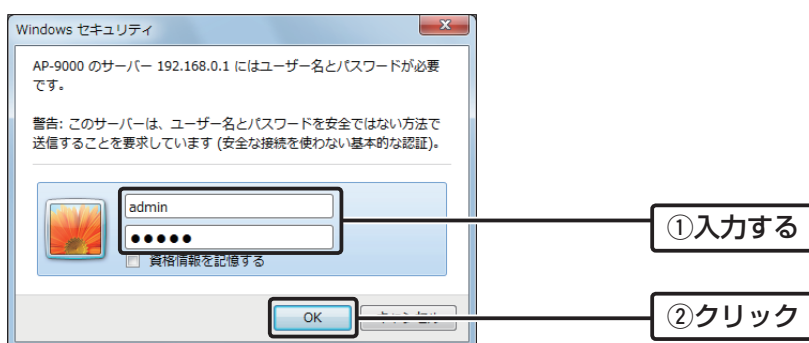 Windows セキュリティ
AP-9000 のサーバー 192.168.0.1 にはユーザー名とパスワードが必要
です。
警告: このサーバーは、ユーザー名とパスワードを安全ではない方法で
送信することを要求しています (安全な接続を使わない基本的な認証)。
admin
●●●●●
資格情報を記憶する
①入力する
OK
キャンセル
②クリック